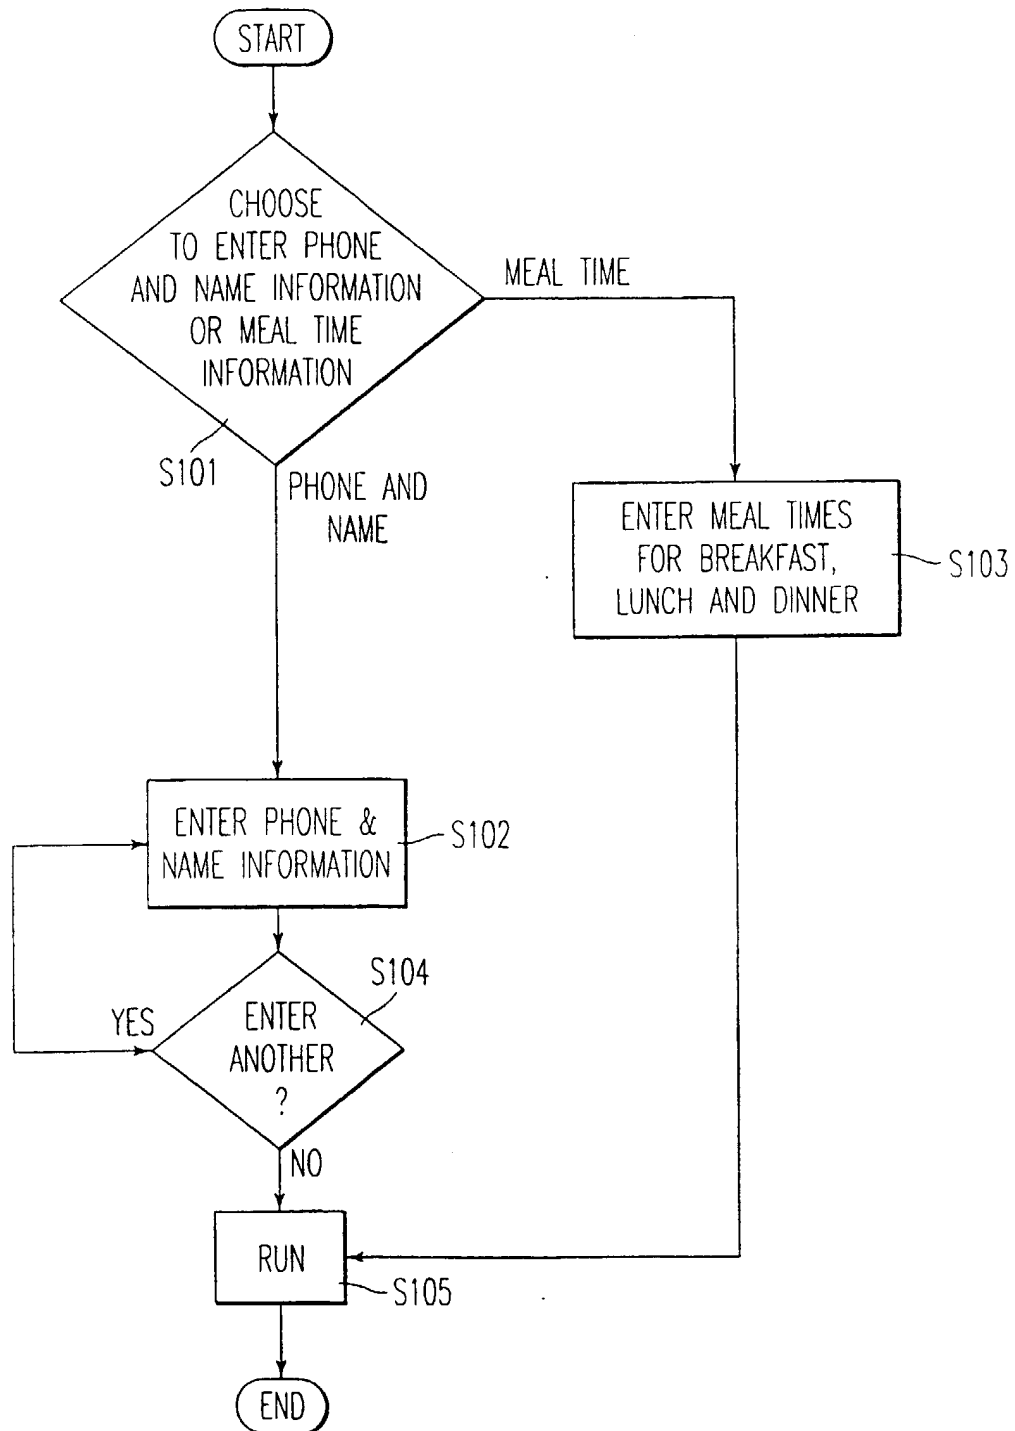 START
CHOOSE
TO ENTER PHONE
AND NAME INFORMATION
OR MEAL TIME
INFORMATION
MEAL TIME
S101
PHONE AND
NAME
ENTER MEAL TIMES
FOR BREAKFAST,
LUNCH AND DINNER
S103
ENTER PHONE &
NAME INFORMATION
S102
S104
YES
ENTER
ANOTHER
?
NO
RUN
S105
END